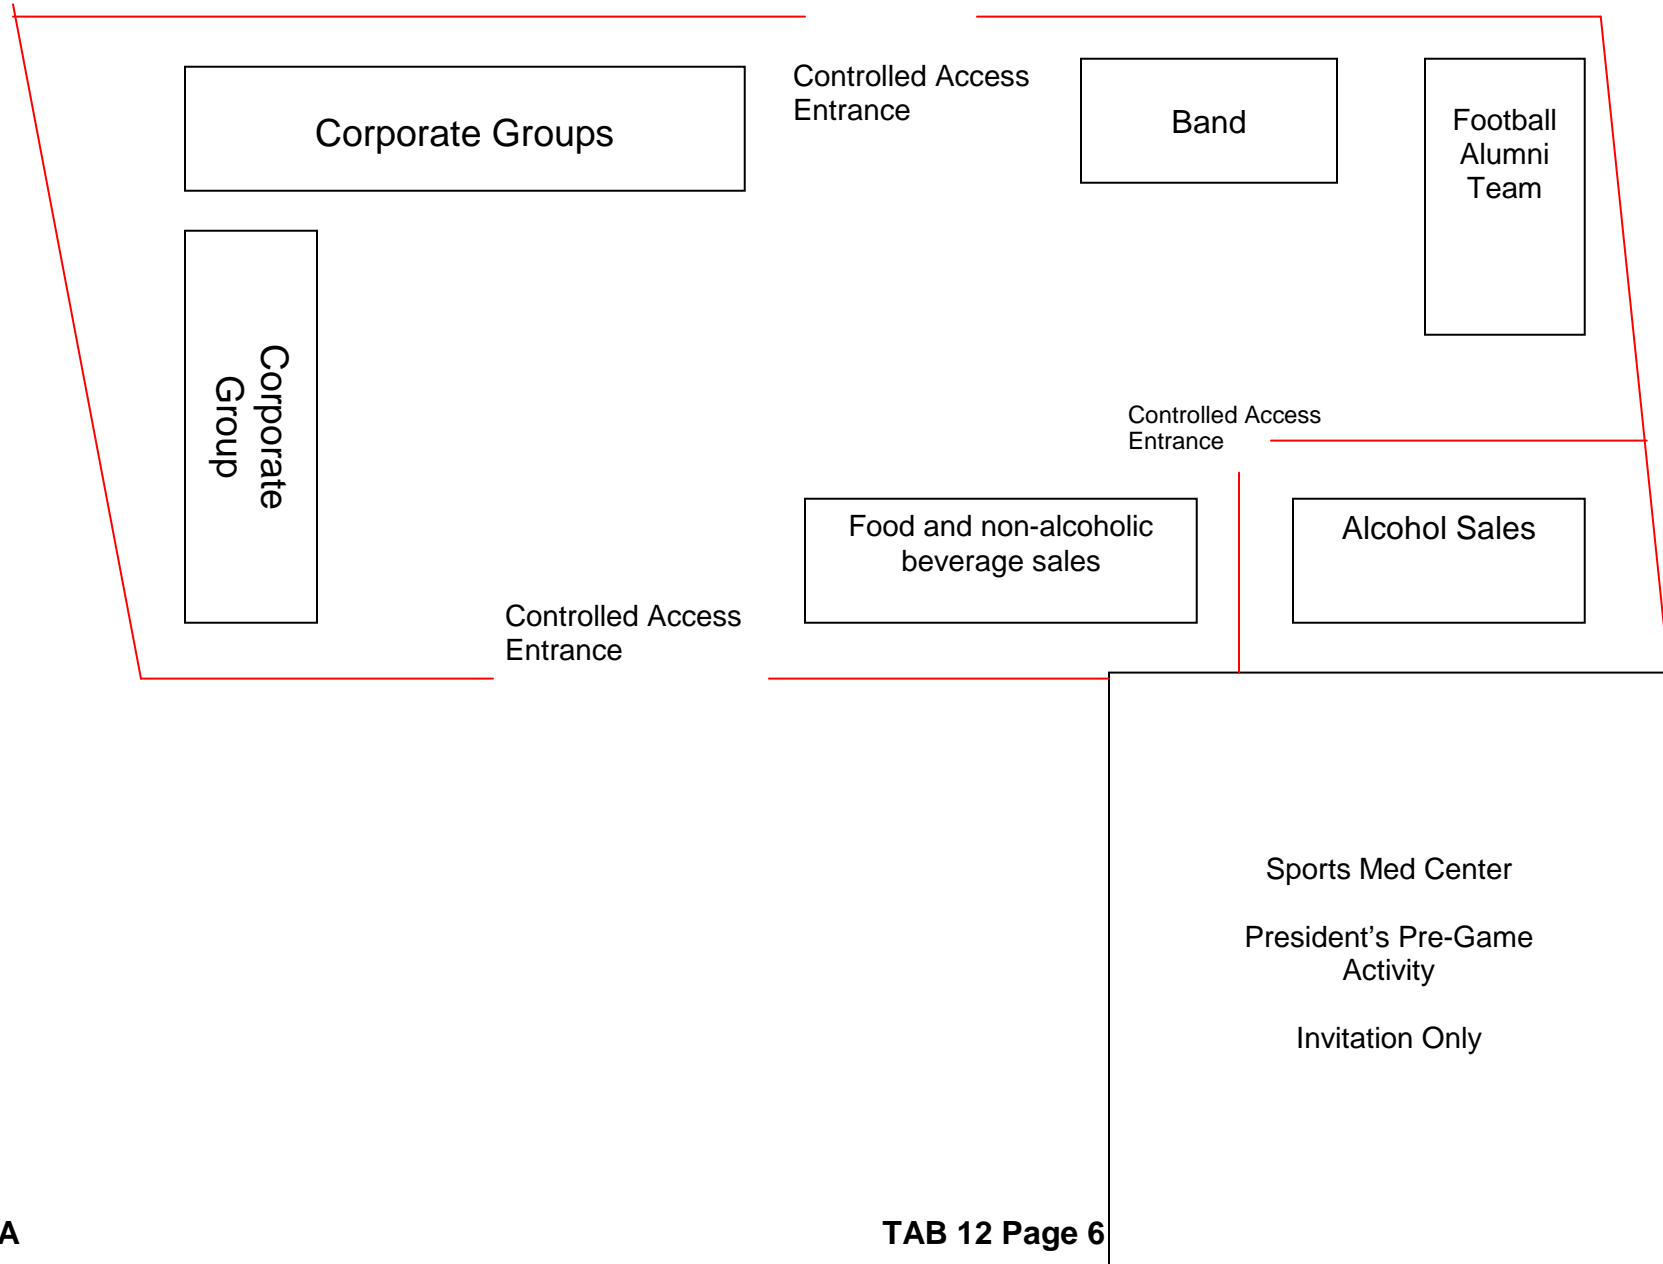 Controlled Access
Entrance
Corporate Groups
Band
Football
Alumni
Team
Corporate
Group
Controlled Access
Entrance
Food and non-alcoholic
beverage sales
Alcohol Sales
Controlled Access
Entrance
Sports Med Center
President’s Pre-Game
Activity
Invitation Only
A
TAB 12 Page 6